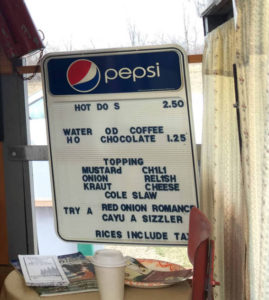 pepsi
HOT DO S 2.50
WATER OD COFFEE
HO CHOCOLATE 1.25
TOPPING
MUSTARd CHILI
ONION RELISH
KRAUT CHEESE
COLE SLAW
TRY A RED ONION ROMANCE
CAYU A SIZZLER
RICES INCLUDE TA